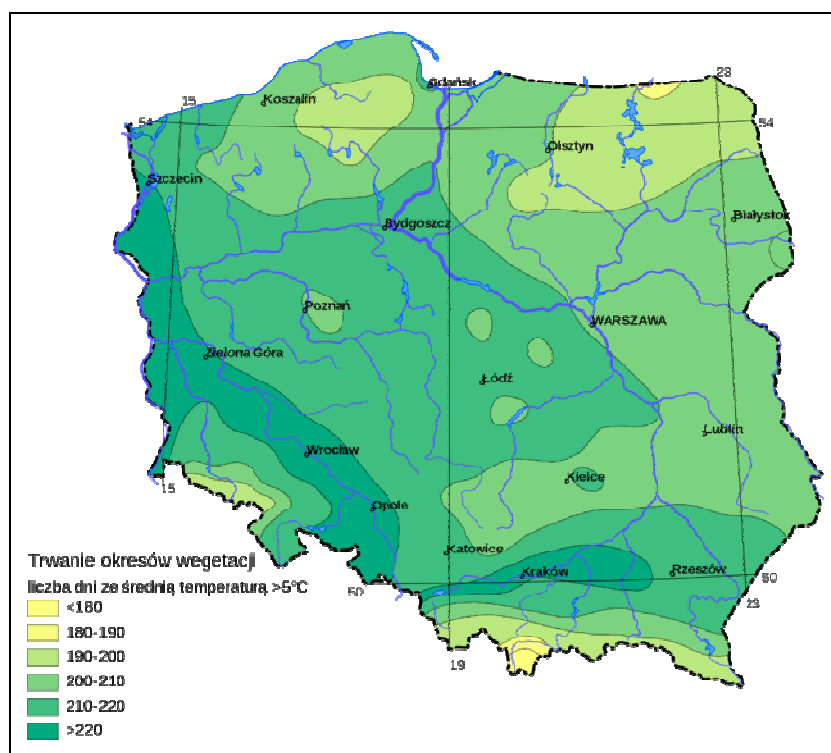 23
Gdańsk
15
Koszalin
54
54
Olsztyn
Szczecin
Białystok
Bydgoszcz
Poznań
WARSZAWA
Zielona Góra
Łódź
Lublin
Wrocław
Kielce
15
Opole
Katowice
Kraków
Rzeszów
50
50
23
19
Trwanie okresów wegetacji
liczba dni ze średnią temperaturą >5°C
<180
180-190
190-200
200-210
210-220
>220